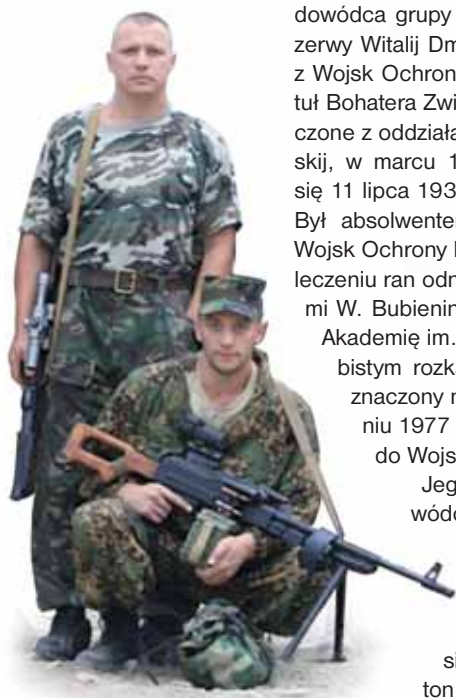 dowódca grupy
zerwy Witalij Dm
z Wojsk Ochron
tuł Bohatera Zwi
czone z oddziała
skij, w marcu 1
się 11 lipca 193
Był absolwente
Wojsk Ochrony
leczeniu ran odn
mi W. Bubienin
Akademię im.
bistym rozk
znaczony
niu 1977
do Wojs
Jeg
wódc
si
ton